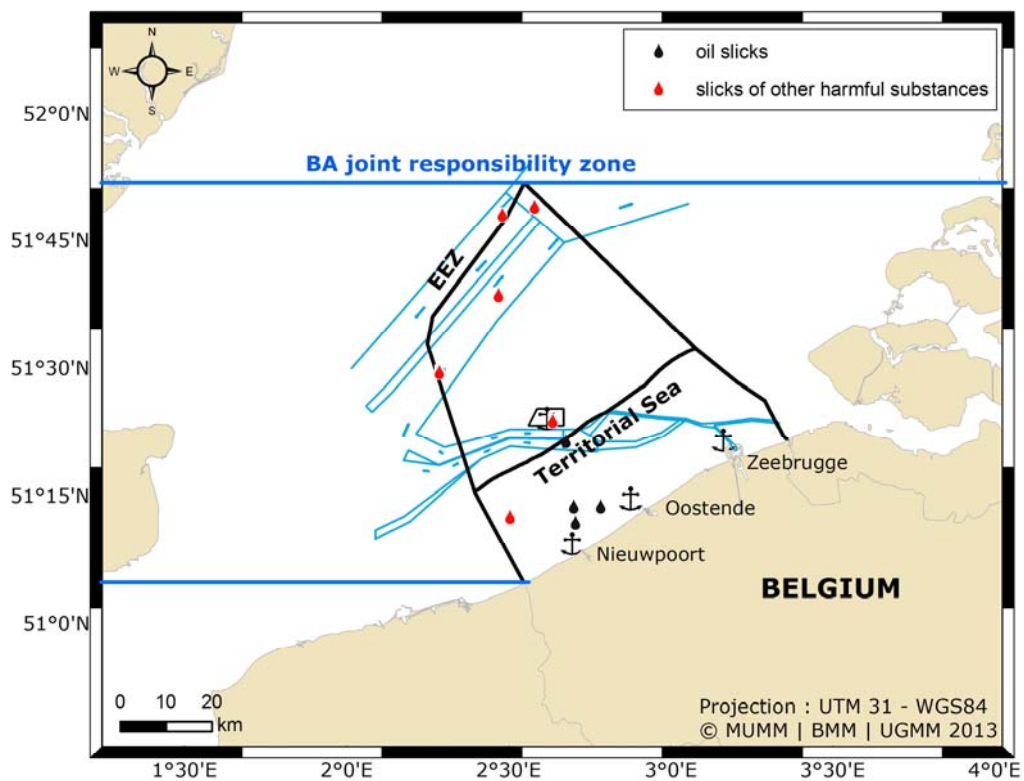 N
W E
S
oil slicks
slicks of other harmful substances
52°0'N
BA joint responsibility zone
51°45'N
EEZ
51°30'N
Territorial Sea
Zeebrugge
51°15'N
Oostende
Nieuwpoort
BELGIUM
51°0'N
0 10 20
km
Projection : UTM 31 - WGS84
© MUMM | BMM | UGMM 2013
1°30'E 2°0'E 2°30'E 3°0'E 3°30'E 4°0'E